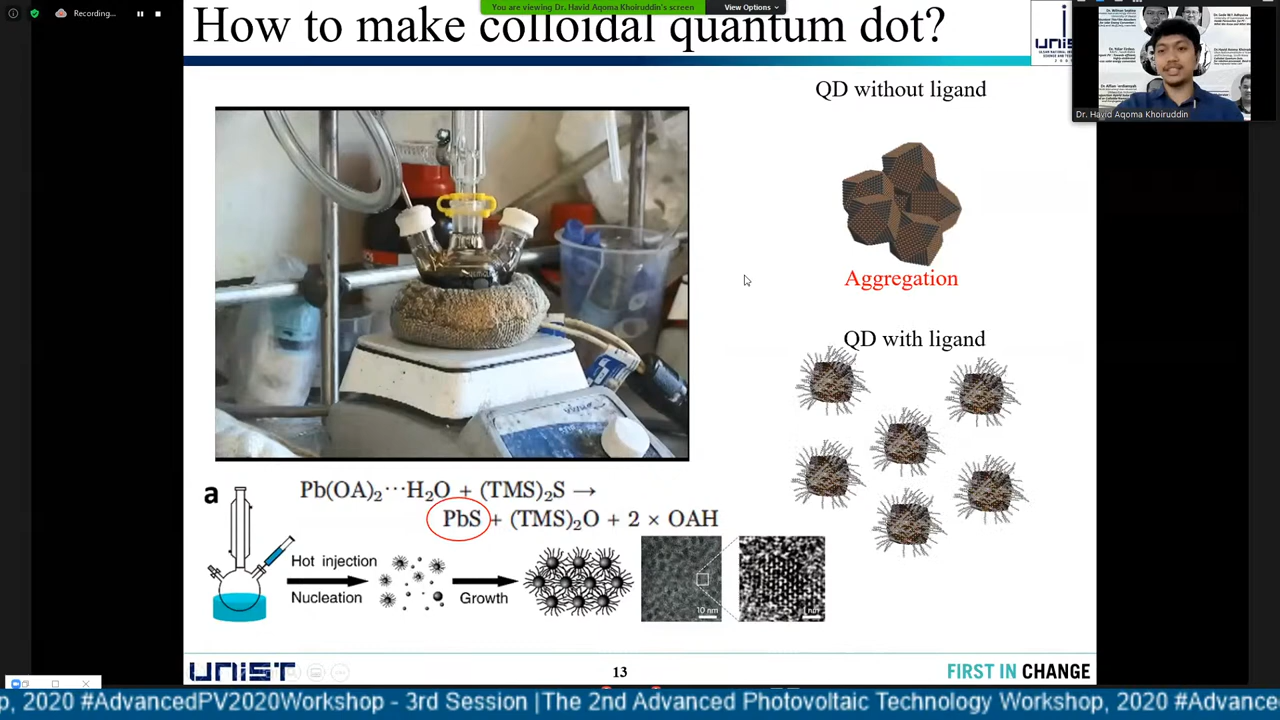 Recording...
You are viewing Dr. Havid Aqoma Khoiruddin's screen
View Options
How to make colloidal quantum dot?
Dr. Havid Aqoma Khoiruddin
QD without ligand
Aggregation
QD with ligand
a
Pb(OA)₂⋯H₂O + (TMS)₂S →
PbS + (TMS)₂O + 2 × OAH
Hot injection
Nucleation
Growth
10 nm
UNIST
13
FIRST IN CHANGE
p, 2020 #AdvancedPV2020Workshop - 3rd Session | The 2nd Advanced Photovoltaic Technology Workshop, 2020 #Advance